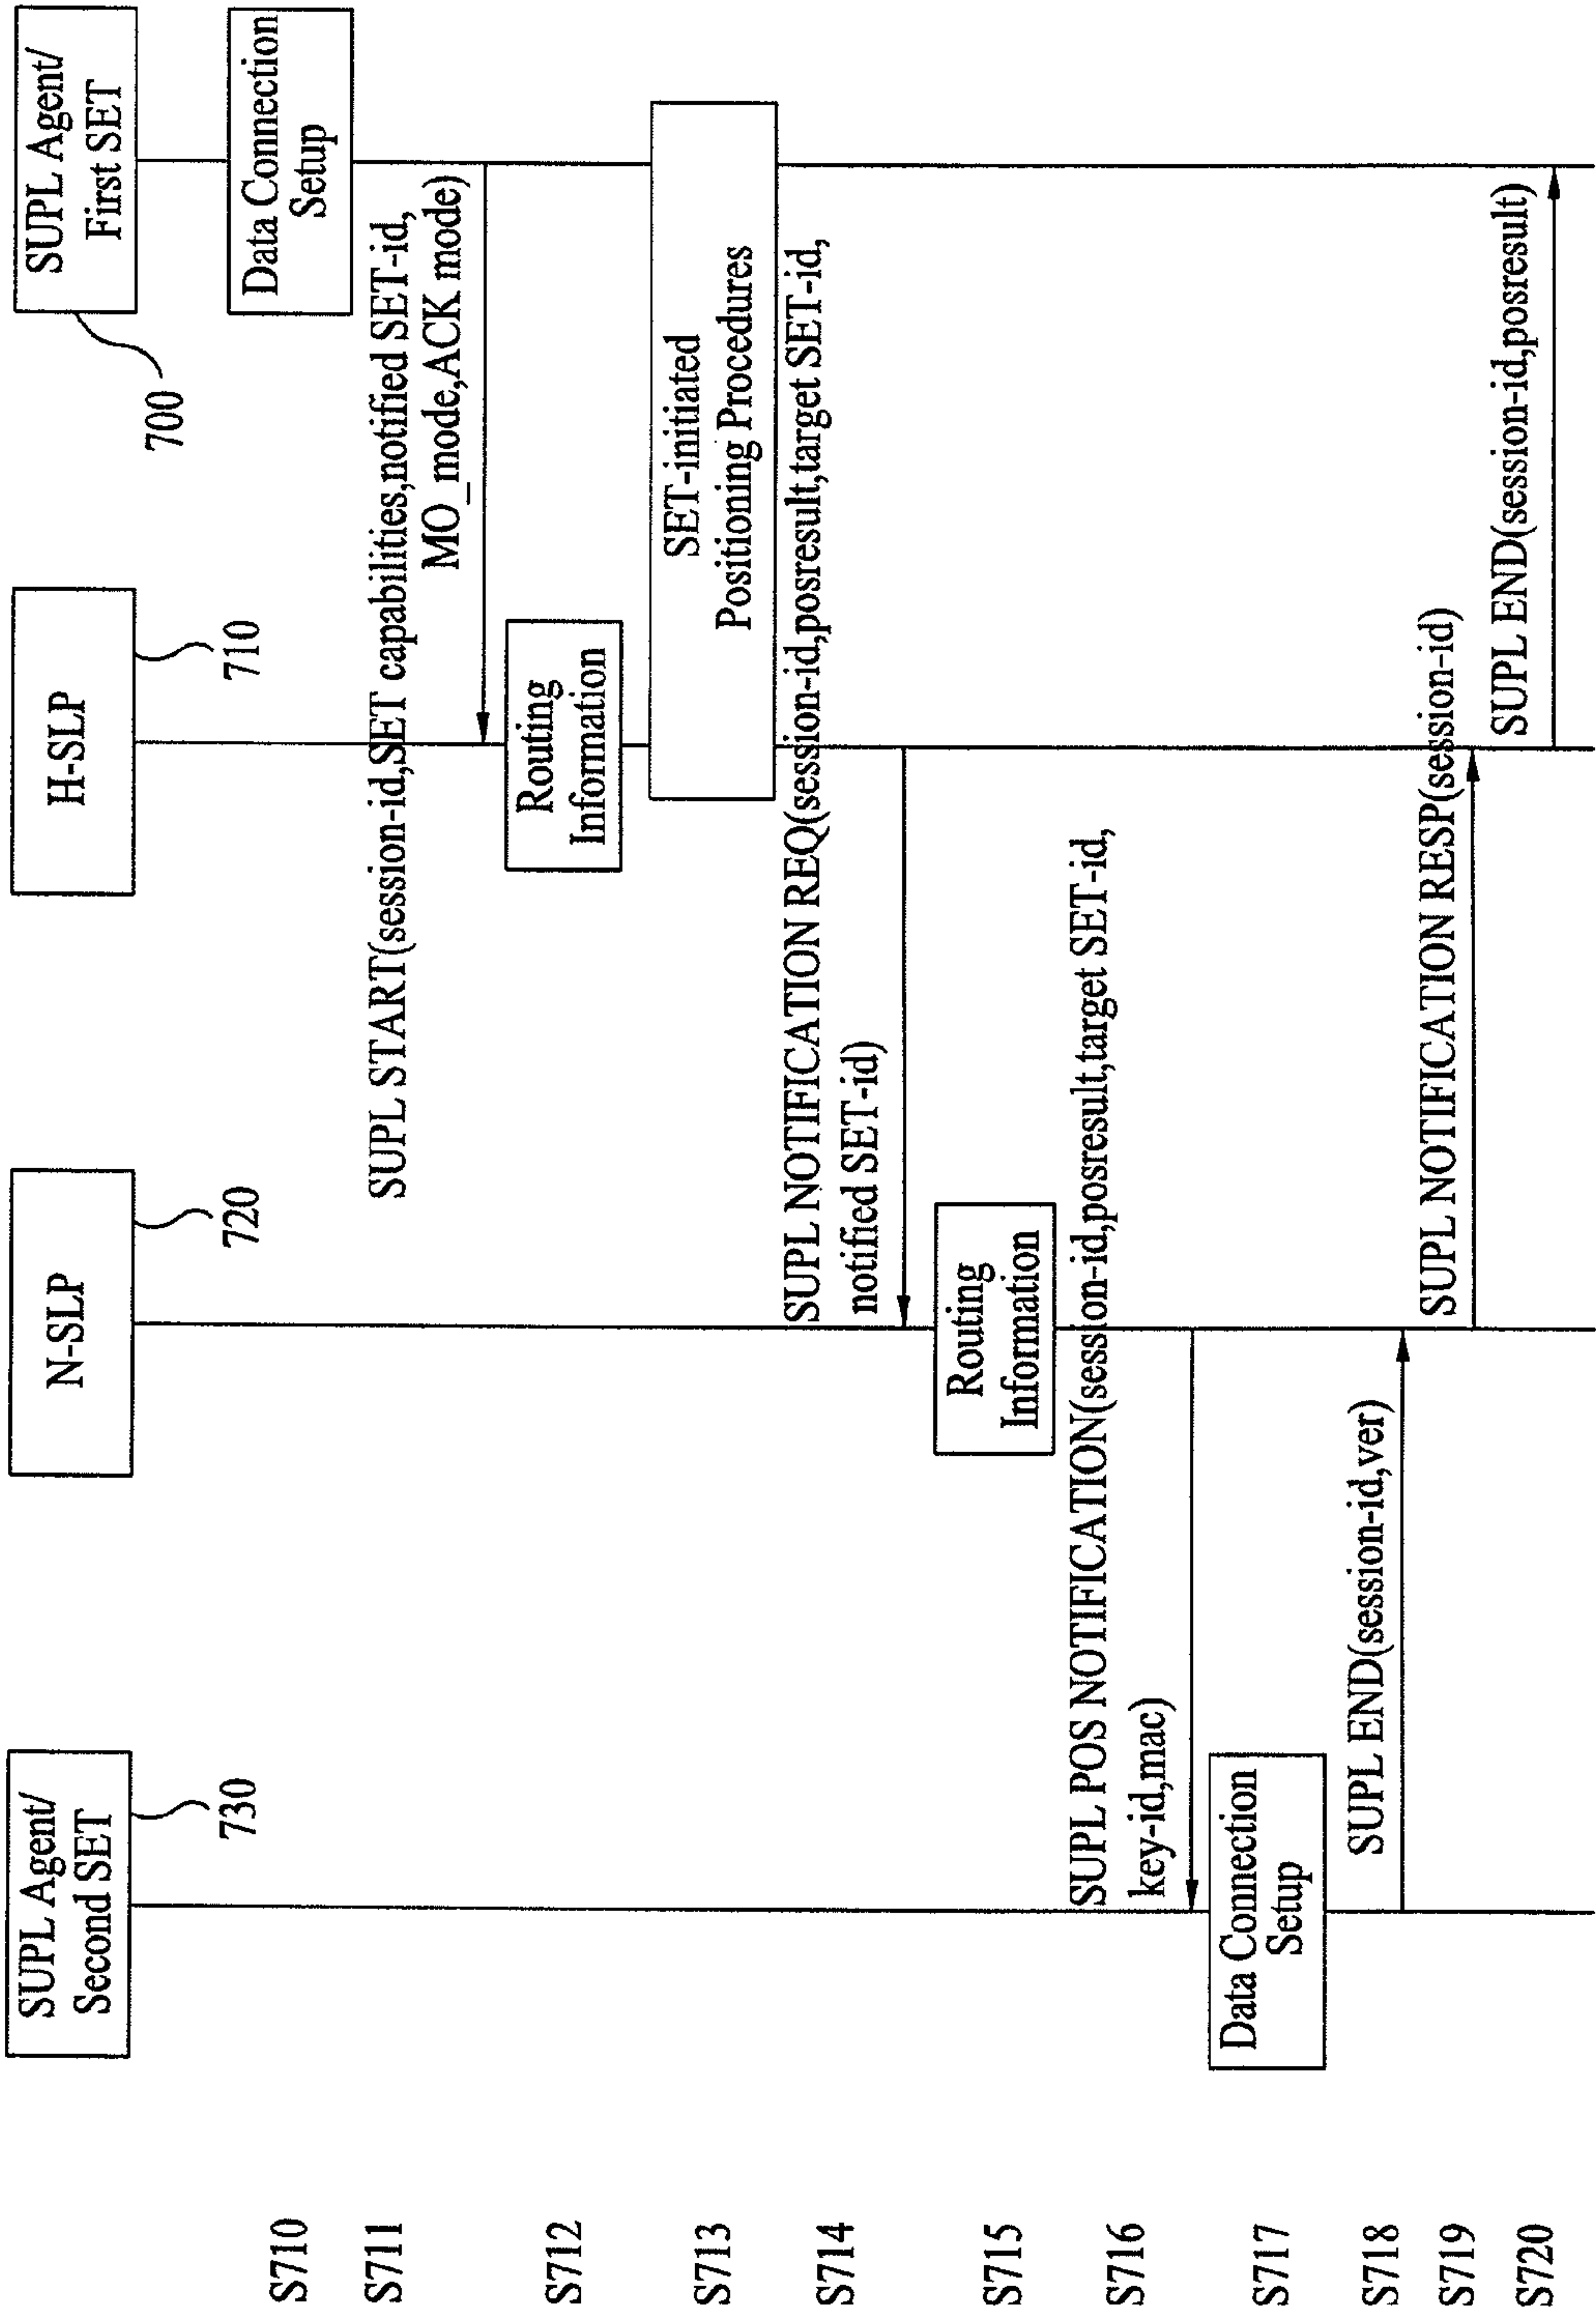 SUPL Agent/
Second SET
730
N-SLP
720
H-SLP
710
SUPL Agent/
First SET
700
S710
Data Connection
Setup
S711
SUPL START(session-id,SET capabilities,notified SET-id,
MO_mode,ACK mode)
S712
Routing
Information
S713
SET-initiated
Positioning Procedures
S714
SUPL NOTIFICATION REQ(session-id,posresult,target SET-id,
notified SET-id)
S715
Routing
Information
S716
SUPL POS NOTIFICATION(session-id,posresult,target SET-id,
key-id,mac)
S717
Data Connection
Setup
S718
SUPL END(session-id,ver)
S719
SUPL NOTIFICATION RESP(session-id)
S720
SUPL END(session-id,posresult)